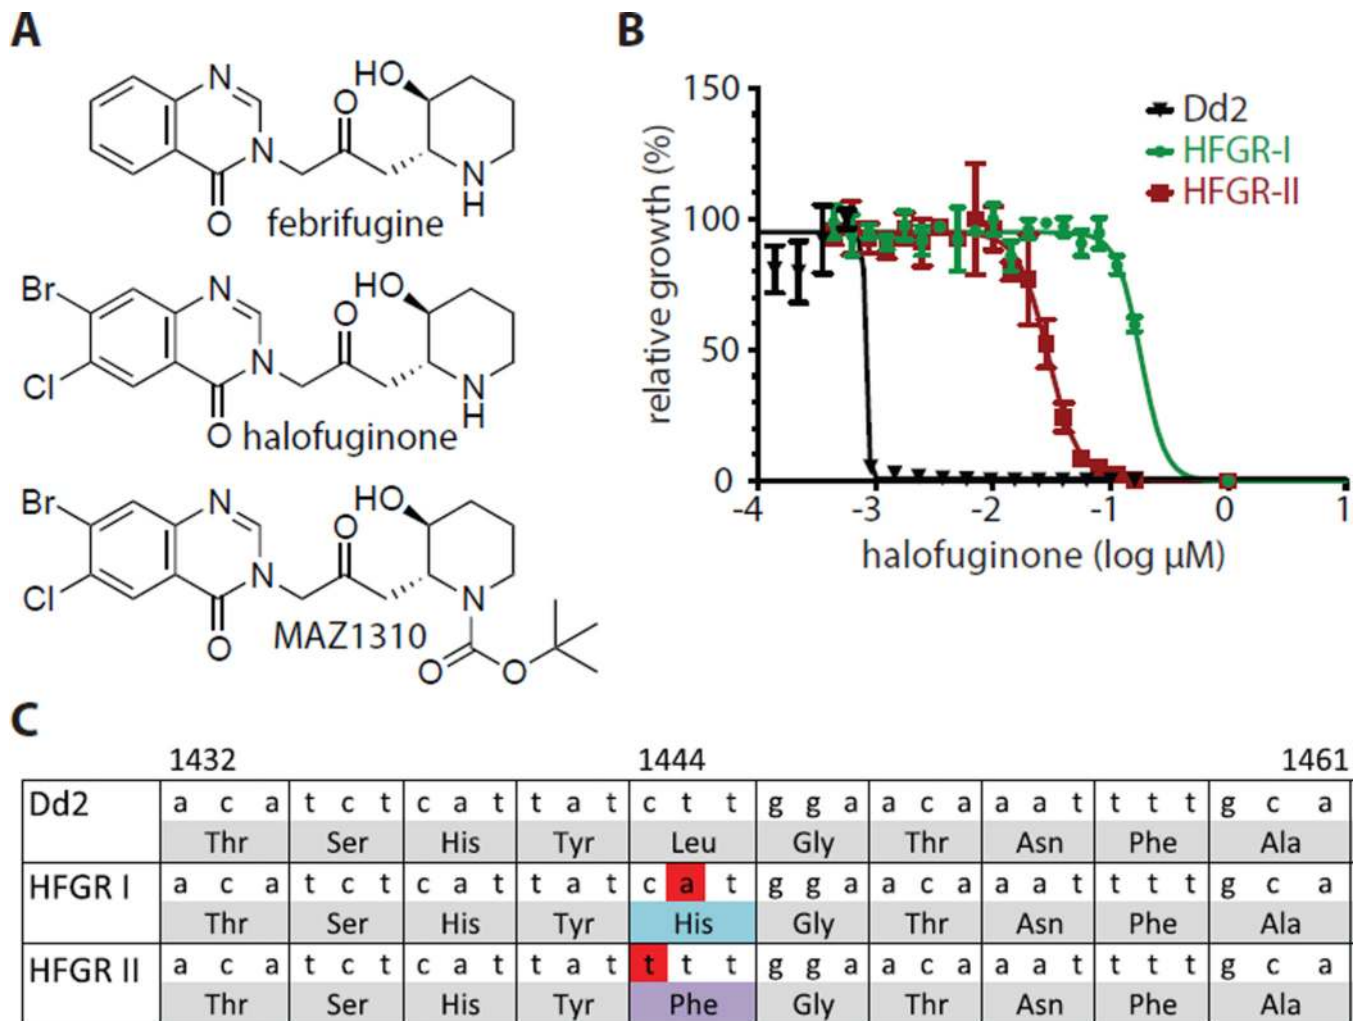 A
N
HO
O
N
O
N
H
febrifugine
Br
N
HO
O
Cl
N
O
N
H
halofuginone
Br
N
HO
O
Cl
N
O
N
MAZ1310
O
O
B
150
100
50
0
relative growth (%)
Dd2
HFGR-I
HFGR-II
-4 -3 -2 -1 0 1
halofuginone (log μM)
C
1432 1444 1461
Dd2 a c a t c t c a t t a t c t t g g a a c a a a t t t t g c a
Thr Ser His Tyr Leu Gly Thr Asn Phe Ala
HFGR I a c a t c t c a t t a t c a t g g a a c a a a t t t t g c a
Thr Ser His Tyr His Gly Thr Asn Phe Ala
HFGR II a c a t c t c a t t a t t t t g g a a c a a a t t t t g c a
Thr Ser His Tyr Phe Gly Thr Asn Phe Ala